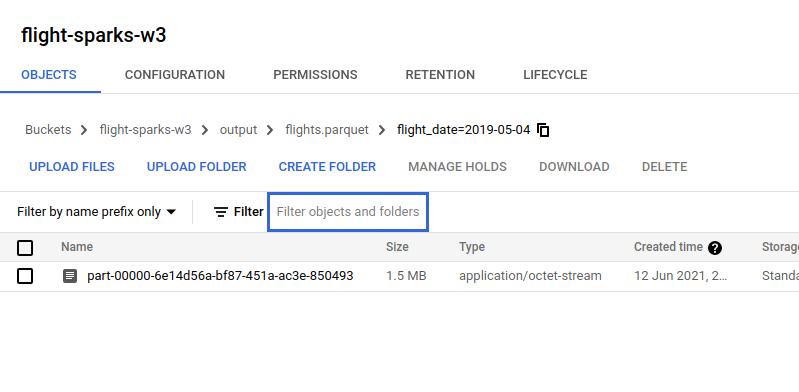 flight-sparks-w3
OBJECTS CONFIGURATION PERMISSIONS RETENTION LIFECYCLE
Buckets > flight-sparks-w3 > output > flights.parquet > flight_date=2019-05-04
UPLOAD FILES UPLOAD FOLDER CREATE FOLDER MANAGE HOLDS DOWNLOAD DELETE
Filter by name prefix only Filter Filter objects and folders
Name Size Type Created time ? Storag
part-00000-6e14d56a-bf87-451a-ac3e-850493 1.5 MB application/octet-stream 12 Jun 2021, 2... Standa